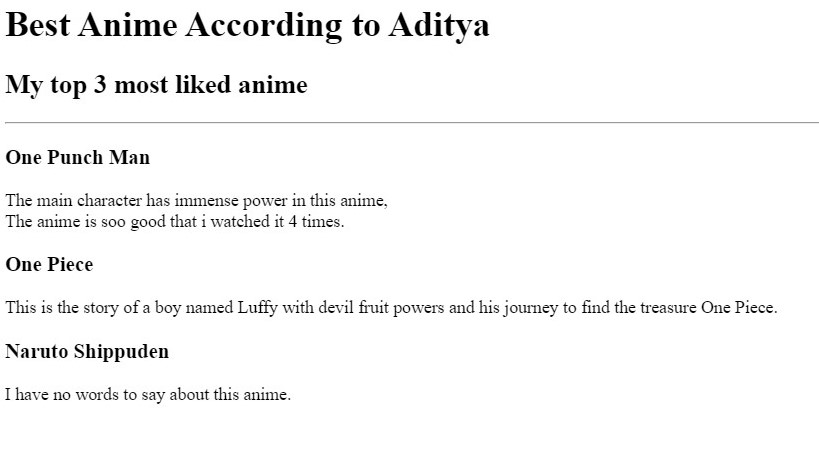 Best Anime According to Aditya
My top 3 most liked anime
One Punch Man
The main character has immense power in this anime,
The anime is soo good that i watched it 4 times.
One Piece
This is the story of a boy named Luffy with devil fruit powers and his journey to find the treasure One Piece.
Naruto Shippuden
I have no words to say about this anime.